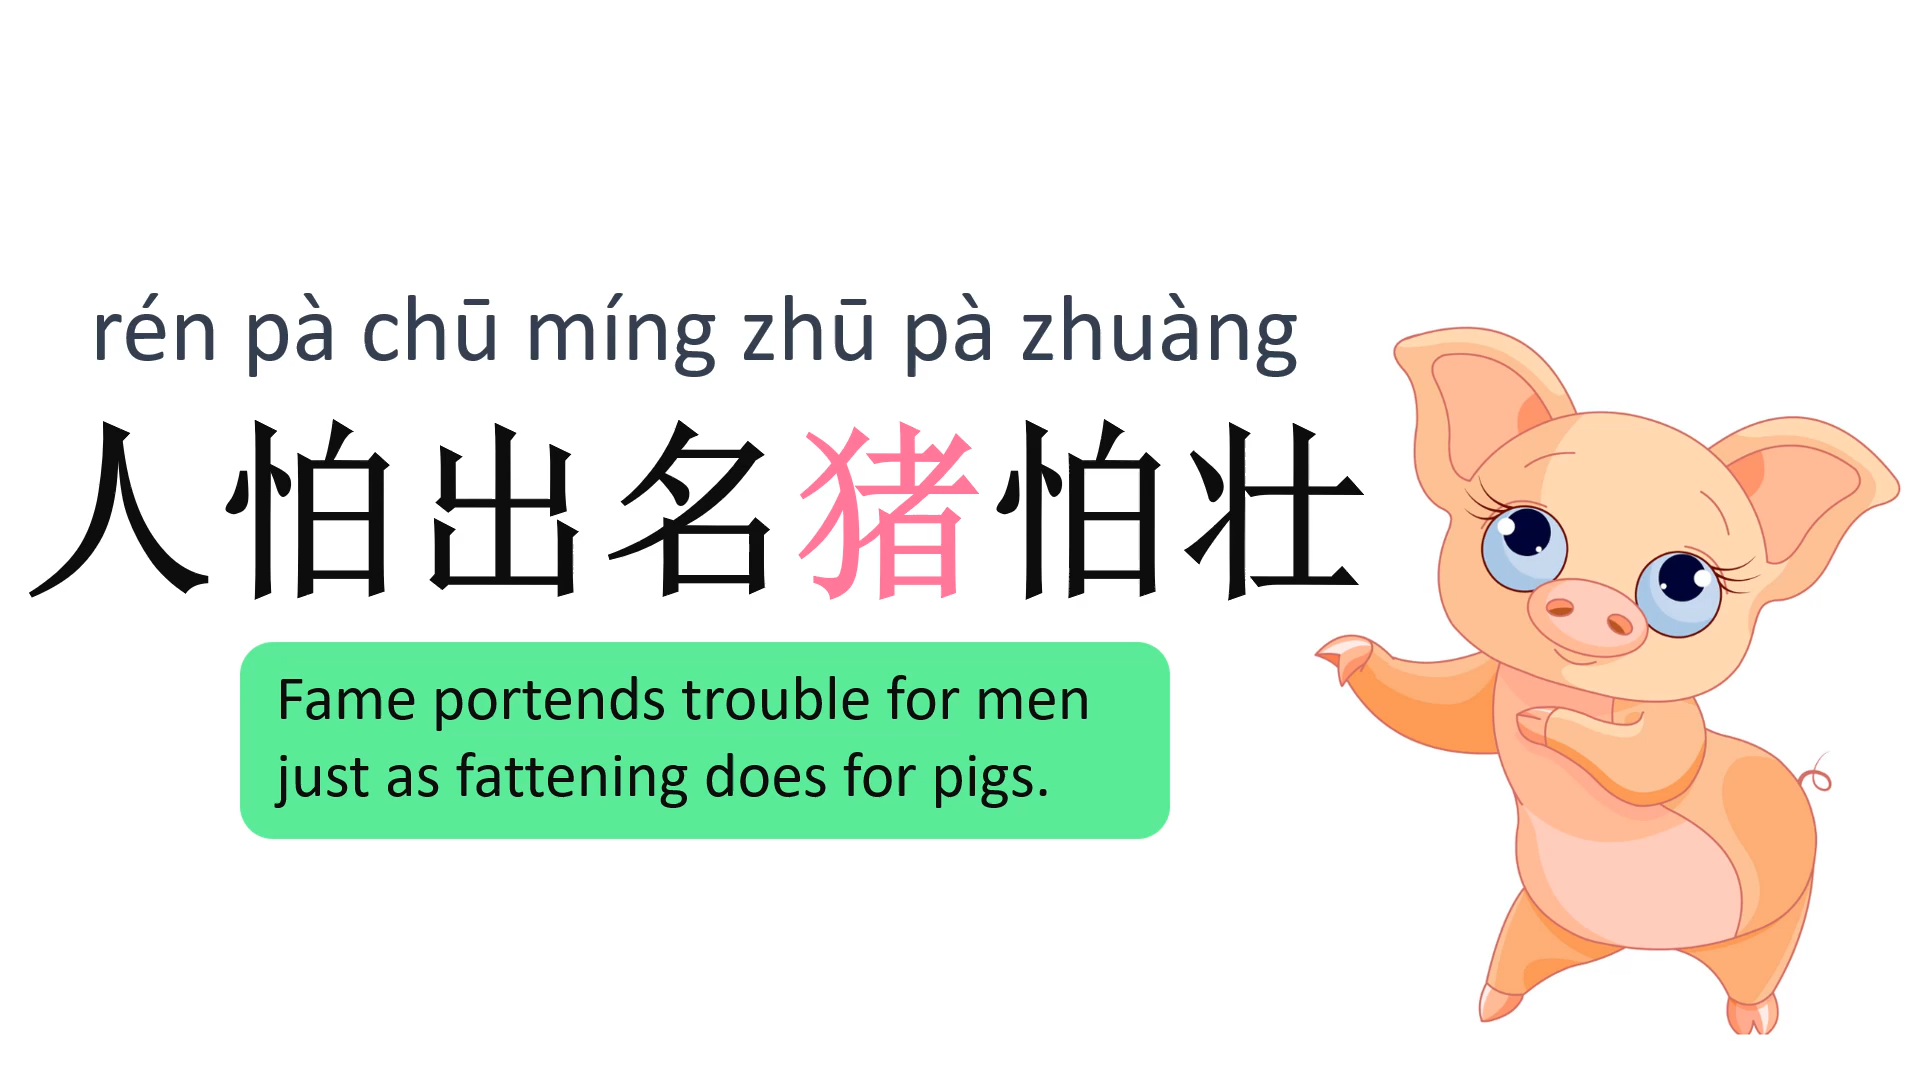 rén pà chū míng zhū pà zhuàng
人怕出名猪怕壮
Fame portends trouble for men
just as fattening does for pigs.